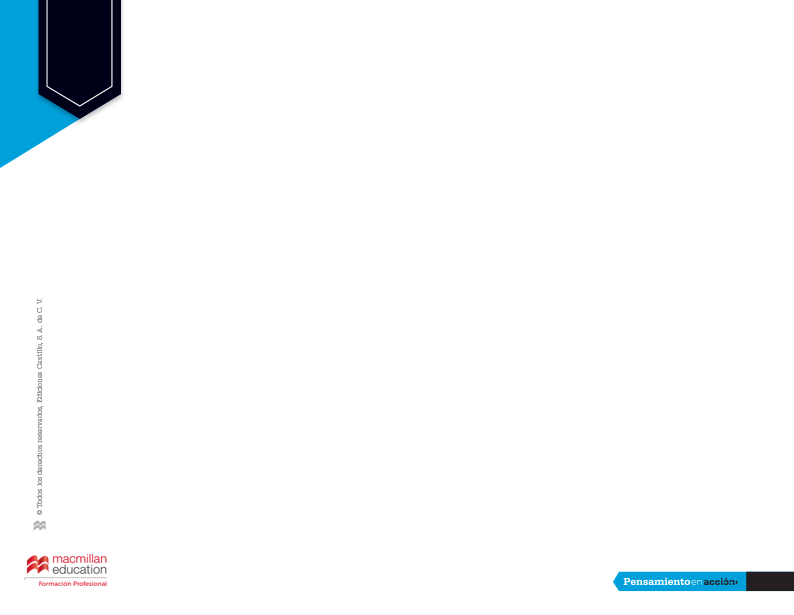 © Todos los derechos reservados, Ediciones Castillo, S. A. de C. V.
macmillan
education
Formación Profesional
Pensamientoenacción›